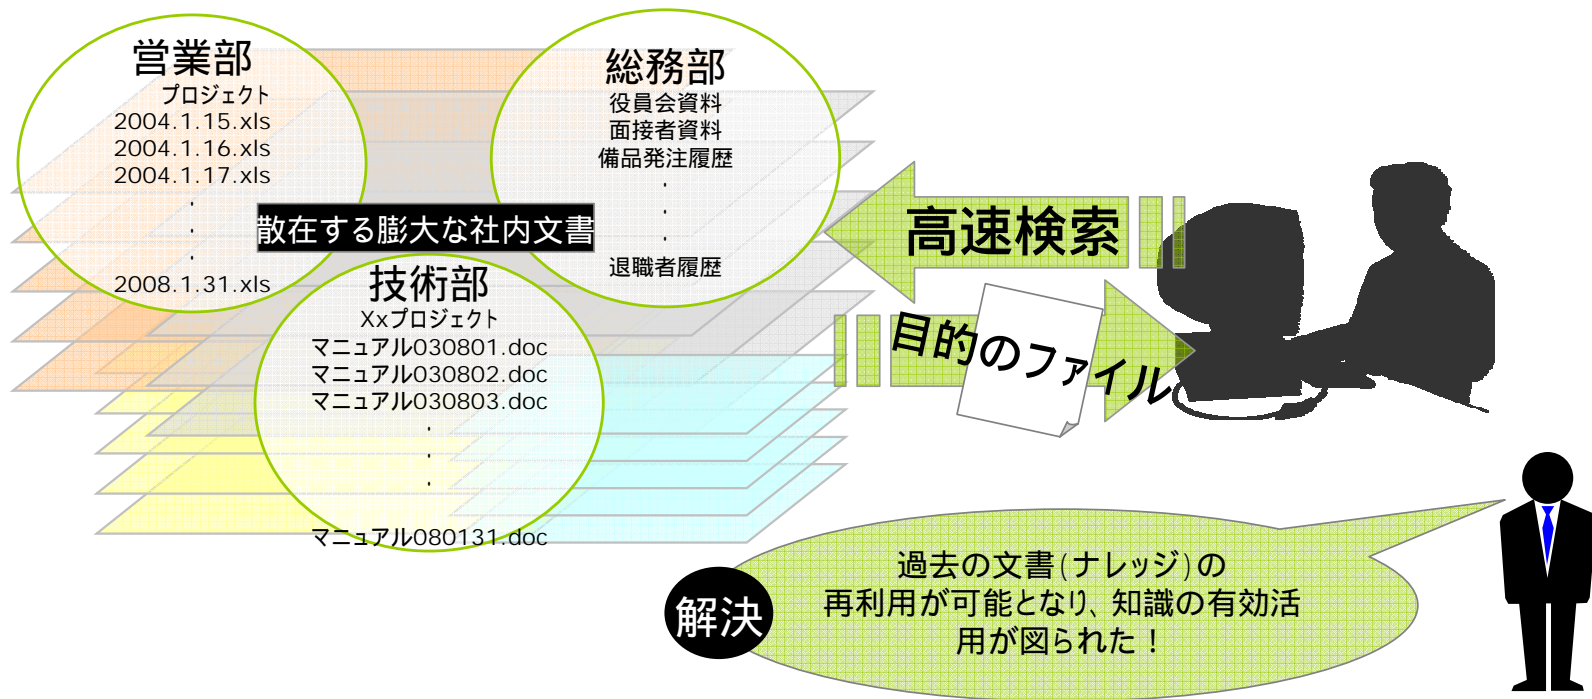 営業部
プロジェクト
2004.1.15.xls
2004.1.16.xls
2004.1.17.xls
・
・
・
2008.1.31.xls
総務部
役員会資料
面接者資料
備品発注履歴
・
・
・
退職者履歴
散在する膨大な社内文書
技術部
Xxプロジェクト
マニュアル030801.doc
マニュアル030802.doc
マニュアル030803.doc
・
・
・
マニュアル080131.doc
高速検索
目的のファイル
解決
過去の文書(ナレッジ)の
再利用が可能となり、知識の有効活
用が図られた！